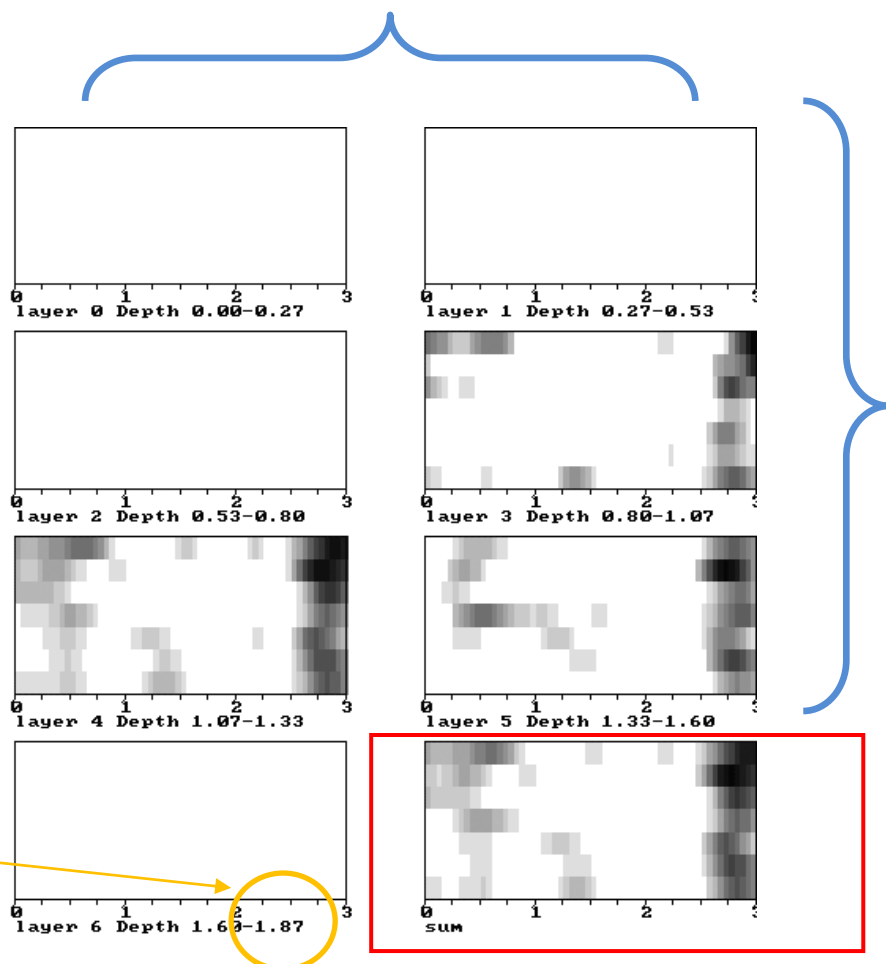 0 1 2 3
layer 0 Depth 0.00-0.27
0 1 2 3
layer 1 Depth 0.27-0.53
0 1 2 3
layer 2 Depth 0.53-0.80
0 1 2 3
layer 3 Depth 0.80-1.07
0 1 2 3
layer 4 Depth 1.07-1.33
0 1 2 3
layer 5 Depth 1.33-1.60
0 1 2 3
layer 6 Depth 1.60-1.87
0 1 2 3
sum